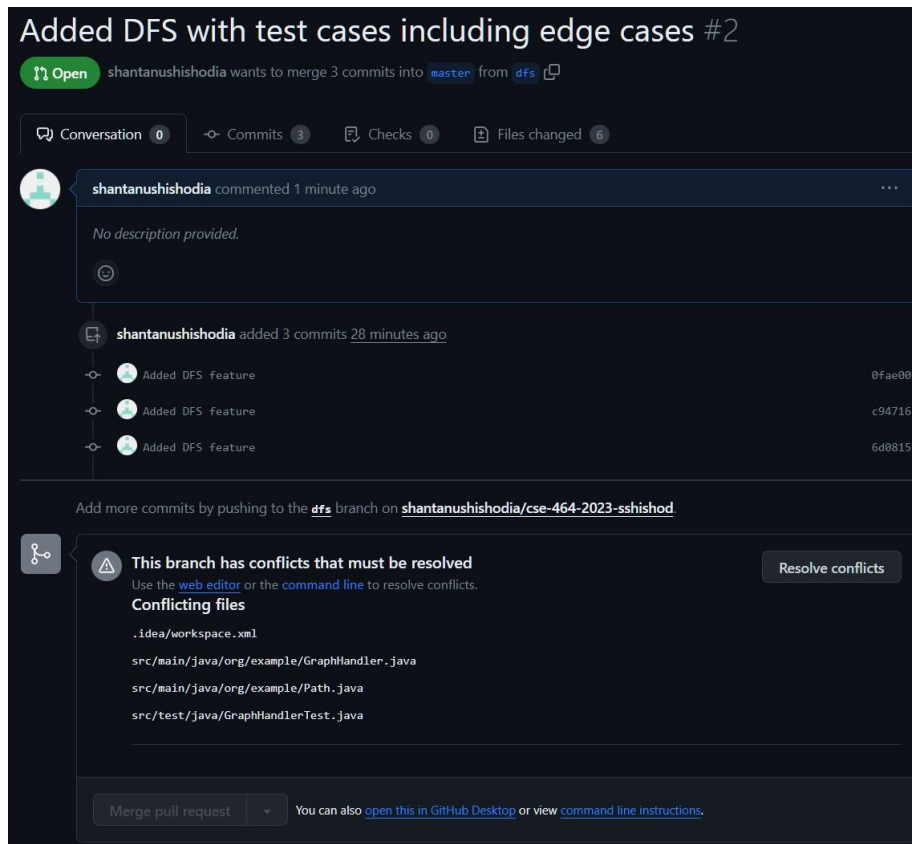 Added DFS with test cases including edge cases #2
Open shantanushishodia wants to merge 3 commits into master from dfs
Conversation 0 Commits 3 Checks 0 Files changed 6
shantanushishodia commented 1 minute ago
No description provided.
shantanushishodia added 3 commits 28 minutes ago
Added DFS feature 0fae00
Added DFS feature c94716
Added DFS feature 6d0815
Add more commits by pushing to the dfs branch on shantanushishodia/cse-464-2023-sshishod.
This branch has conflicts that must be resolved
Resolve conflicts
Use the web editor or the command line to resolve conflicts.
Conflicting files
.idea/workspace.xml
src/main/java/org/example/GraphHandler.java
src/main/java/org/example/Path.java
src/test/java/GraphHandlerTest.java
Merge pull request You can also open this in GitHub Desktop or view command line instructions.